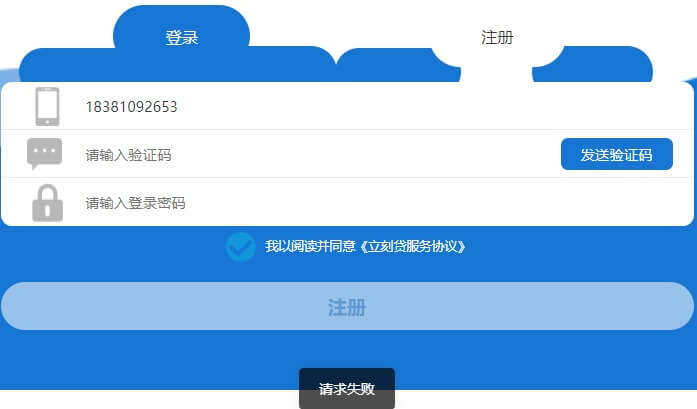 登录
注册
18381092653
请输入验证码
发送验证码
请输入登录密码
我以阅读并同意《立刻贷服务协议》
注册
请求失败